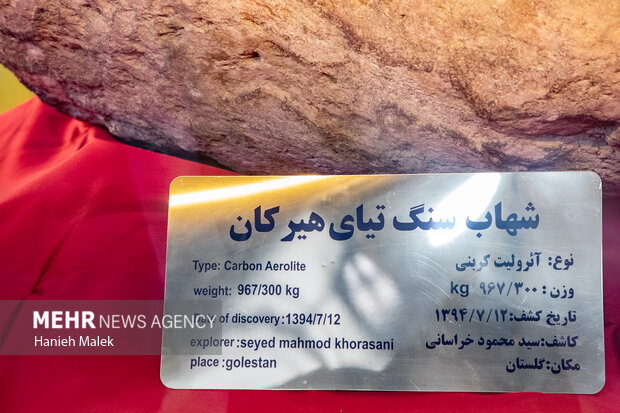 شهاب سنگ تیای هیرکان
Type: Carbon Aerolite
نوع: آئرولیت کربنی
weight: 967/300 kg
وزن: ۹۶۷/۳۰۰ kg
of discovery:1394/7/12
تاریخ کشف:۱۳۹۴/۷/۱۲
explorer :seyed mahmod khorasani
کاشف:سید محمود خراسانی
place :golestan
مکان:گلستان
MEHR NEWS AGENCY
Hanieh Malek